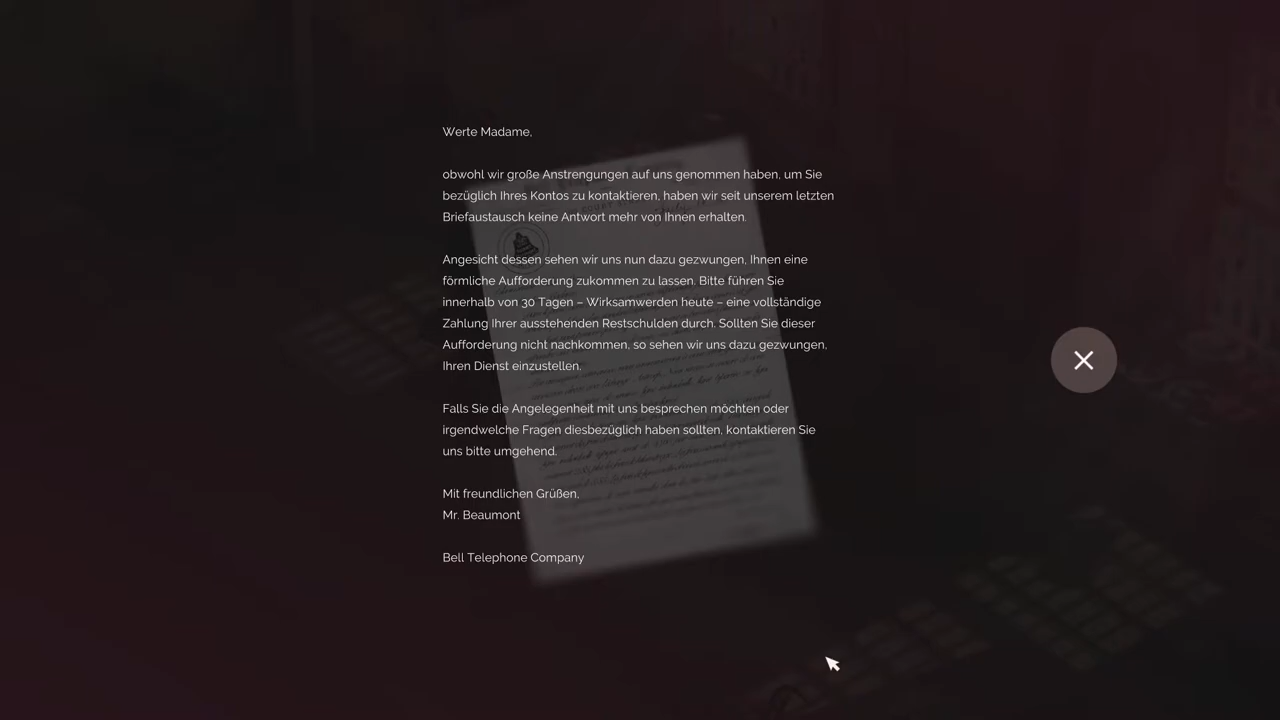 Werte Madame,
obwohl wir große Anstrengungen auf uns genommen haben, um Sie
bezüglich Ihres Kontos zu kontaktieren, haben wir seit unserem letzten
Briefaustausch keine Antwort mehr von Ihnen erhalten.
Angesicht dessen sehen wir uns nun dazu gezwungen, Ihnen eine
förmliche Aufforderung zukommen zu lassen. Bitte führen Sie
innerhalb von 30 Tagen – Wirksamwerden heute – eine vollständige
Zahlung Ihrer ausstehenden Restschulden durch. Sollten Sie dieser
Aufforderung nicht nachkommen, so sehen wir uns dazu gezwungen,
Ihren Dienst einzustellen.
Falls Sie die Angelegenheit mit uns besprechen möchten oder
irgendwelche Fragen diesbezüglich haben sollten, kontaktieren Sie
uns bitte umgehend.
Mit freundlichen Grüßen,
Mr. Beaumont
Bell Telephone Company